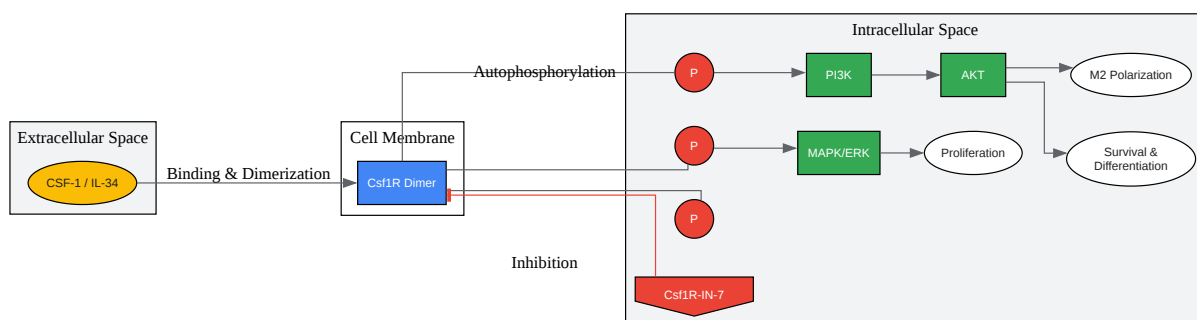 Intracellular Space
Autophosphorylation
P
PI3K
AKT
M2 Polarization
Extracellular Space
Cell Membrane
P
MAPK/ERK
Proliferation
Survival &
Differentiation
CSF-1 / IL-34
Binding & Dimerization
Csf1R Dimer
P
Inhibition
Csf1R-IN-7